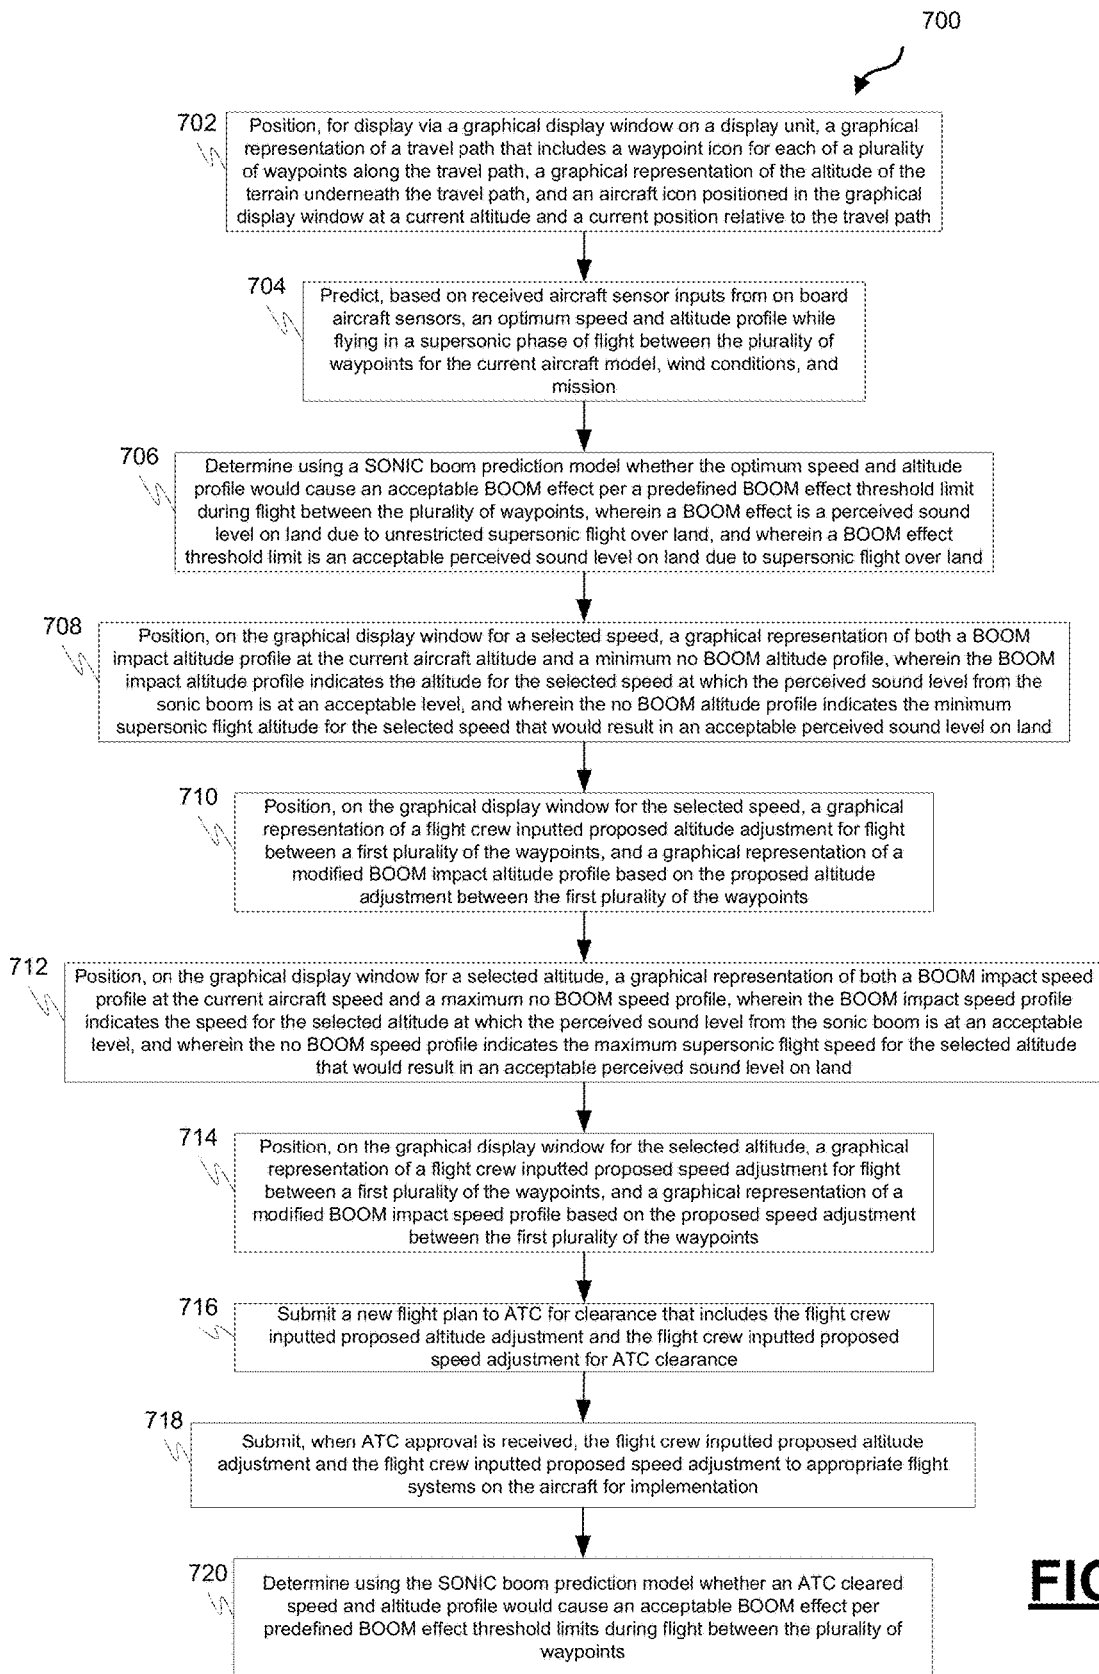 700
702
Position, for display via a graphical display window on a display unit, a graphical
representation of a travel path that includes a waypoint icon for each of a plurality
of waypoints along the travel path, a graphical representation of the altitude of the
terrain underneath the travel path, and an aircraft icon positioned in the graphical
display window at a current altitude and a current position relative to the travel path
704
Predict, based on received aircraft sensor inputs from on board
aircraft sensors, an optimum speed and altitude profile while
flying in a supersonic phase of flight between the plurality of
waypoints for the current aircraft model, wind conditions, and
mission
706
Determine using a SONIC boom prediction model whether the optimum speed and altitude
profile would cause an acceptable BOOM effect per a predefined BOOM effect threshold limit
during flight between the plurality of waypoints, wherein a BOOM effect is a perceived sound
level on land due to unrestricted supersonic flight over land, and wherein a BOOM effect
threshold limit is an acceptable perceived sound level on land due to supersonic flight over land
708
Position, on the graphical display window for a selected speed, a graphical representation of both a BOOM
impact altitude profile at the current aircraft altitude and a minimum no BOOM altitude profile, wherein the BOOM
impact altitude profile indicates the altitude for the selected speed at which the perceived sound level from the
sonic boom is at an acceptable level, and wherein the no BOOM altitude profile indicates the minimum
supersonic flight altitude for the selected speed that would result in an acceptable perceived sound level on land
710
Position, on the graphical display window for the selected speed, a graphical
representation of a flight crew inputted proposed altitude adjustment for flight
between a first plurality of the waypoints, and a graphical representation of a
modified BOOM impact altitude profile based on the proposed altitude
adjustment between the first plurality of the waypoints
712
Position, on the graphical display window for a selected altitude, a graphical representation of both a BOOM impact speed
profile at the current aircraft speed and a maximum no BOOM speed profile, wherein the BOOM impact speed profile
indicates the speed for the selected altitude at which the perceived sound level from the sonic boom is at an acceptable
level, and wherein the no BOOM speed profile indicates the maximum supersonic flight speed for the selected altitude
that would result in an acceptable perceived sound level on land
714
Position, on the graphical display window for the selected altitude, a graphical
representation of a flight crew inputted proposed speed adjustment for flight
between a first plurality of the waypoints, and a graphical representation of a
modified BOOM impact speed profile based on the proposed speed adjustment
between the first plurality of the waypoints
716
Submit a new flight plan to ATC for clearance that includes the flight crew
inputted proposed altitude adjustment and the flight crew inputted proposed
speed adjustment for ATC clearance
718
Submit, when ATC approval is received, the flight crew inputted proposed altitude
adjustment and the flight crew inputted proposed speed adjustment to appropriate flight
systems on the aircraft for implementation
720
Determine using the SONIC boom prediction model whether an ATC cleared
speed and altitude profile would cause an acceptable BOOM effect per
predefined BOOM effect threshold limits during flight between the plurality of
waypoints